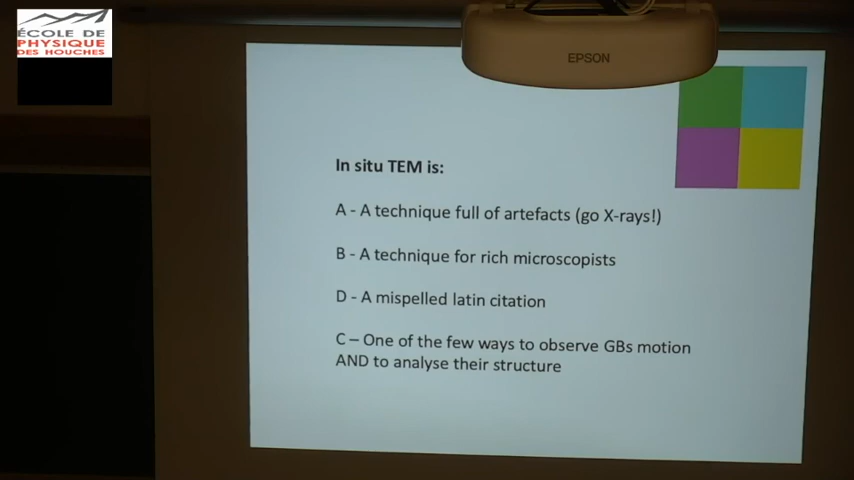 ÉCOLE DE
PHYSIQUE
DES HOUCHES
EPSON
In situ TEM is:
A - A technique full of artefacts (go X-rays!)
B - A technique for rich microscopists
D - A mispelled latin citation
C – One of the few ways to observe GBs motion
AND to analyse their structure